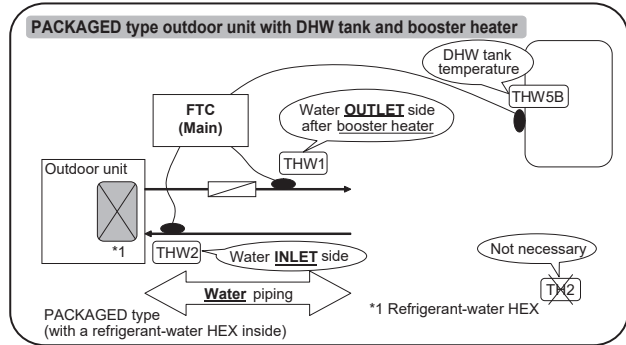 PACKAGED type outdoor unit with DHW tank and booster heater
DHW tank
temperature
THW5B
FTC
(Main)
Water OUTLET side
after booster heater
THW1
Outdoor unit
*1
THW2
Water INLET side
Not necessary
TH2
Water piping
*1 Refrigerant-water HEX
PACKAGED type
(with a refrigerant-water HEX inside)